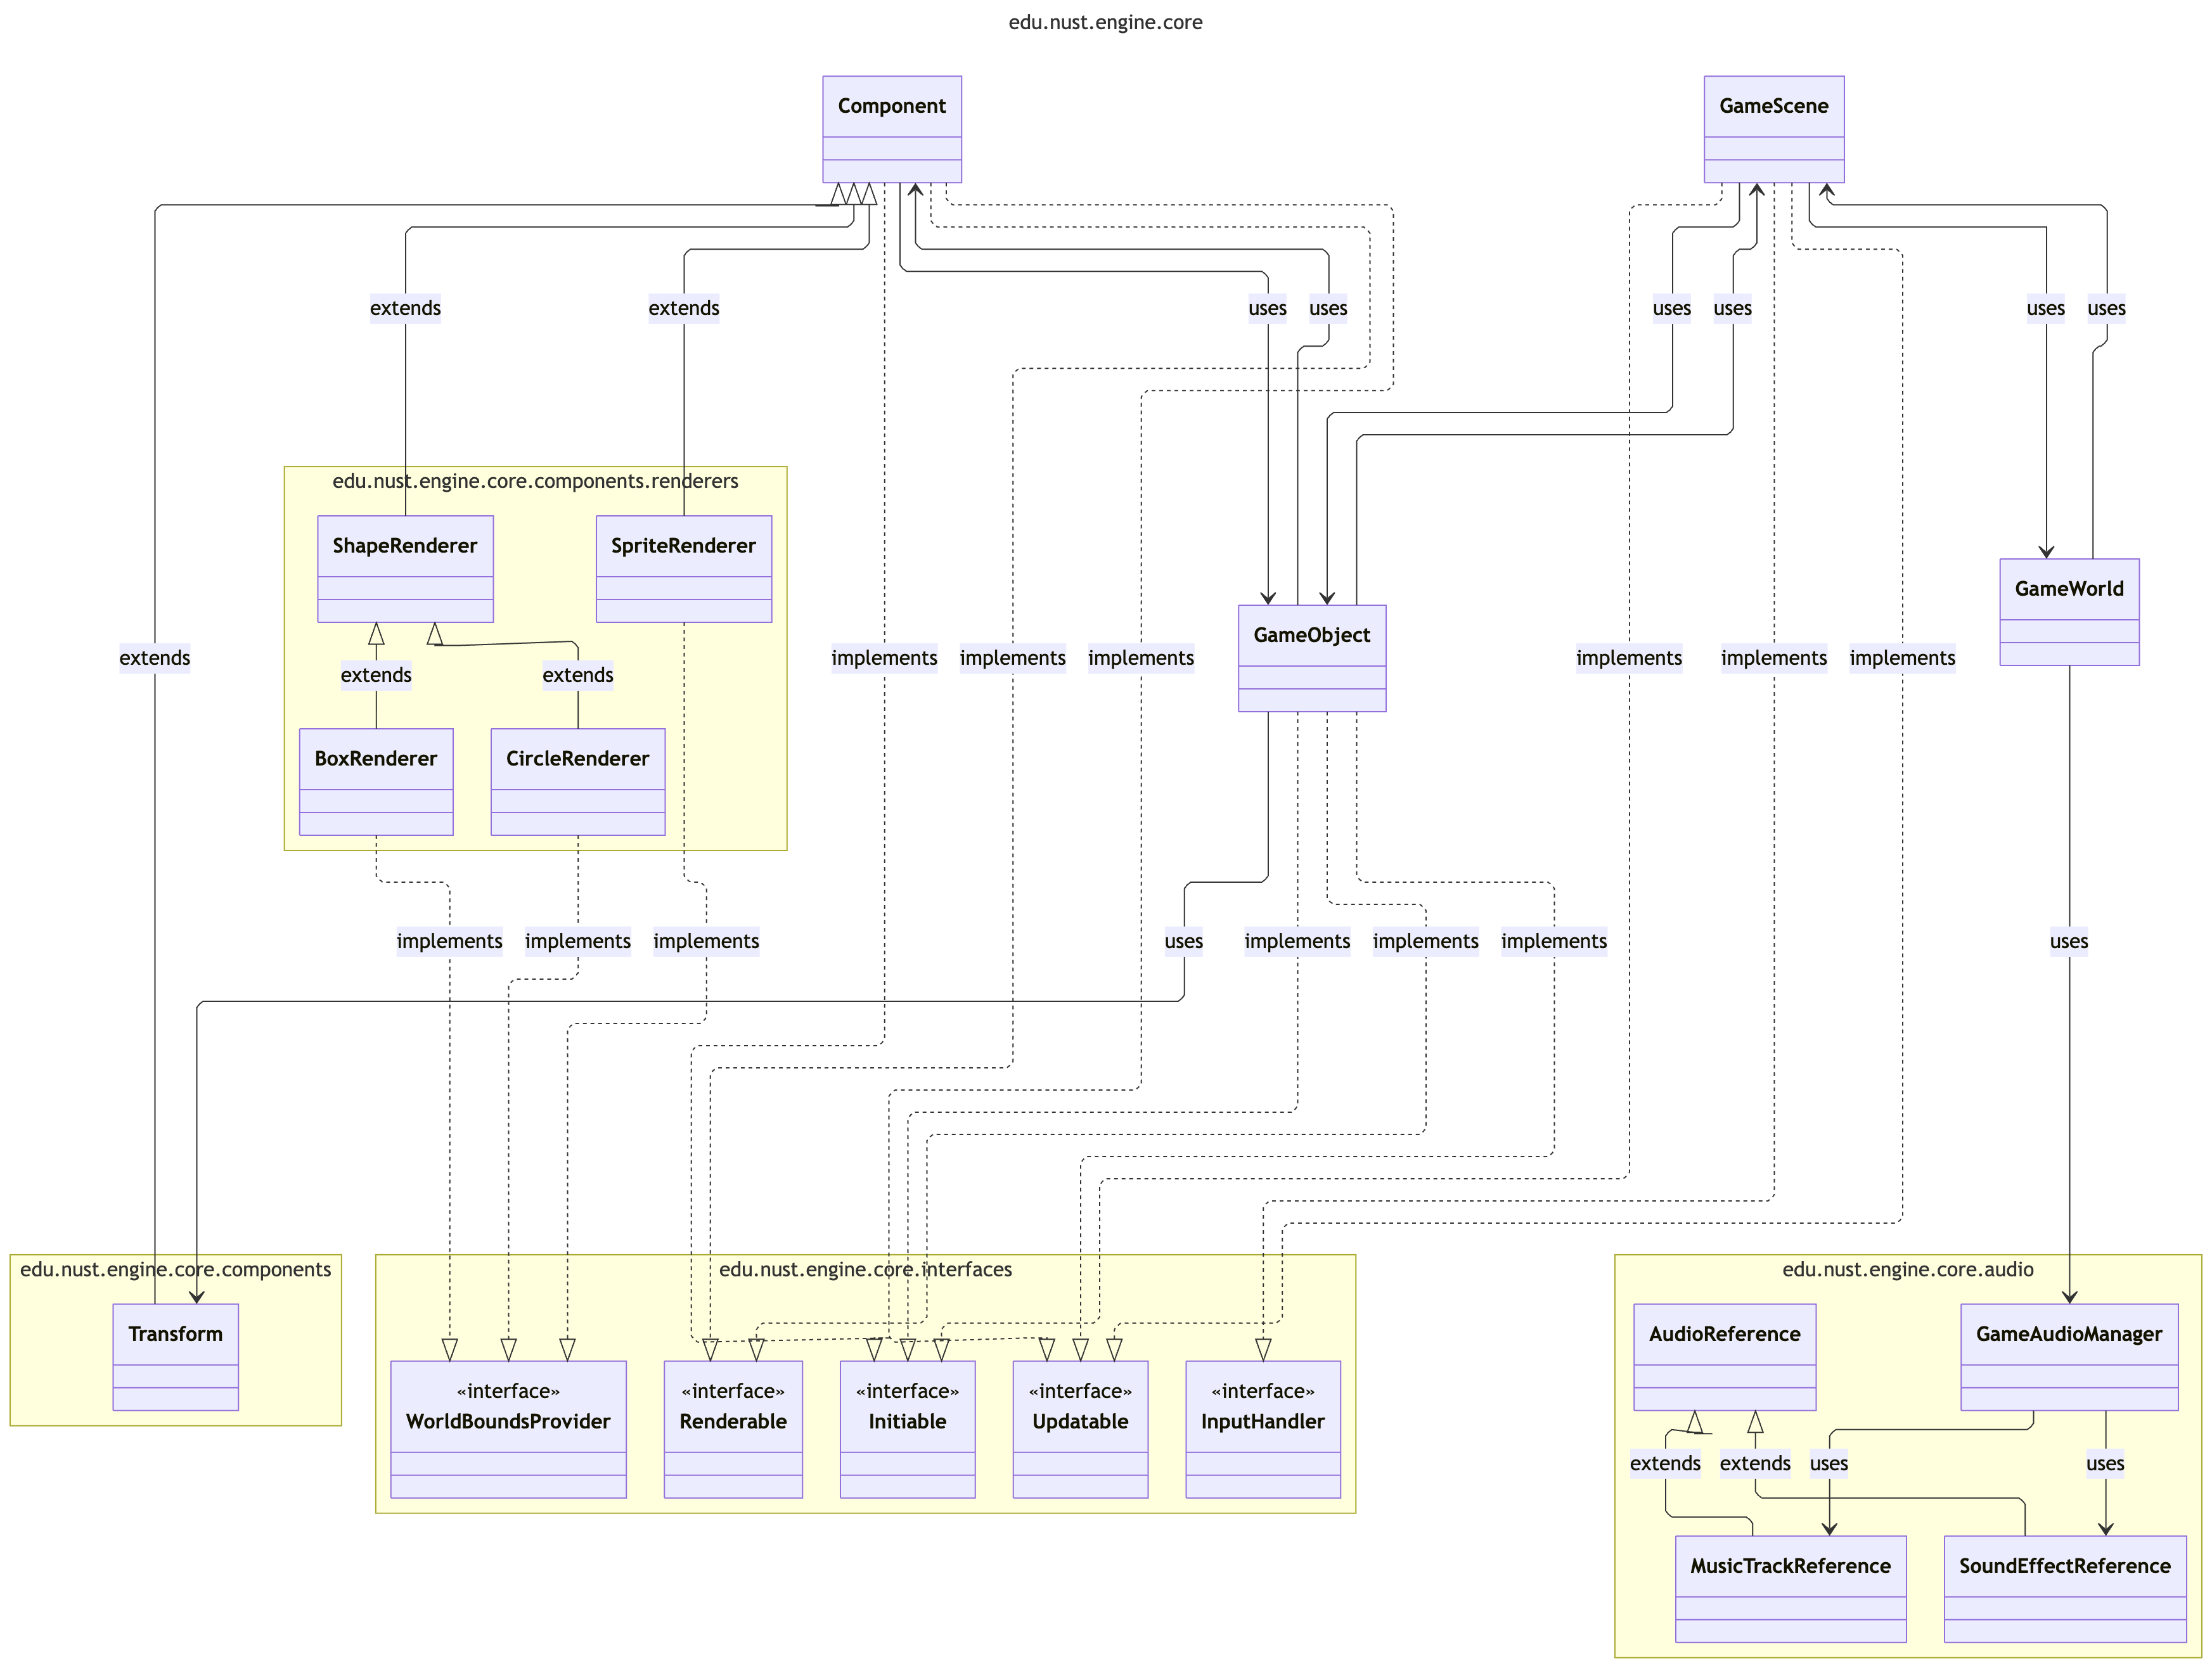 edu.nust.engine.core
Component
GameScene
extends
extends
uses
uses
uses
uses
uses
uses
edu.nust.engine.core.components.renderers
ShapeRenderer
SpriteRenderer
GameWorld
GameObject
extends
implements
implements
implements
implements
implements
implements
extends
extends
BoxRenderer
CircleRenderer
implements
implements
implements
uses
implements
implements
implements
uses
edu.nust.engine.core.components
edu.nust.engine.core.interfaces
edu.nust.engine.core.audio
Transform
AudioReference
GameAudioManager
«interface»
WorldBoundsProvider
«interface»
Renderable
«interface»
Initiable
«interface»
Updatable
«interface»
InputHandler
extends
extends
uses
uses
MusicTrackReference
SoundEffectReference